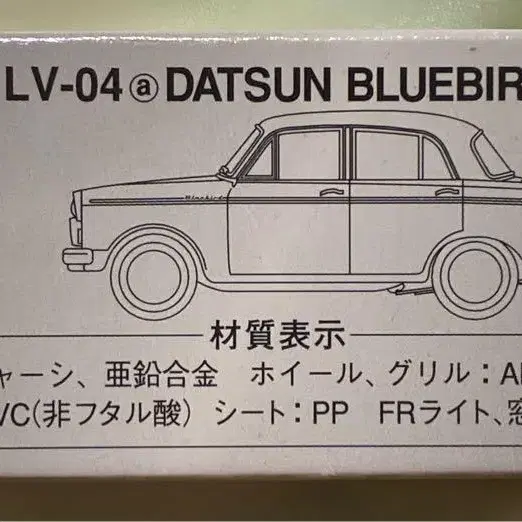 LV-04 ⓐ DATSUN BLUEBIR
Bluebird
材質表示
ャーシ、亜鉛合金 ホイール、グリル：A
VC(非フタル酸) シート：PP FRライト、窓